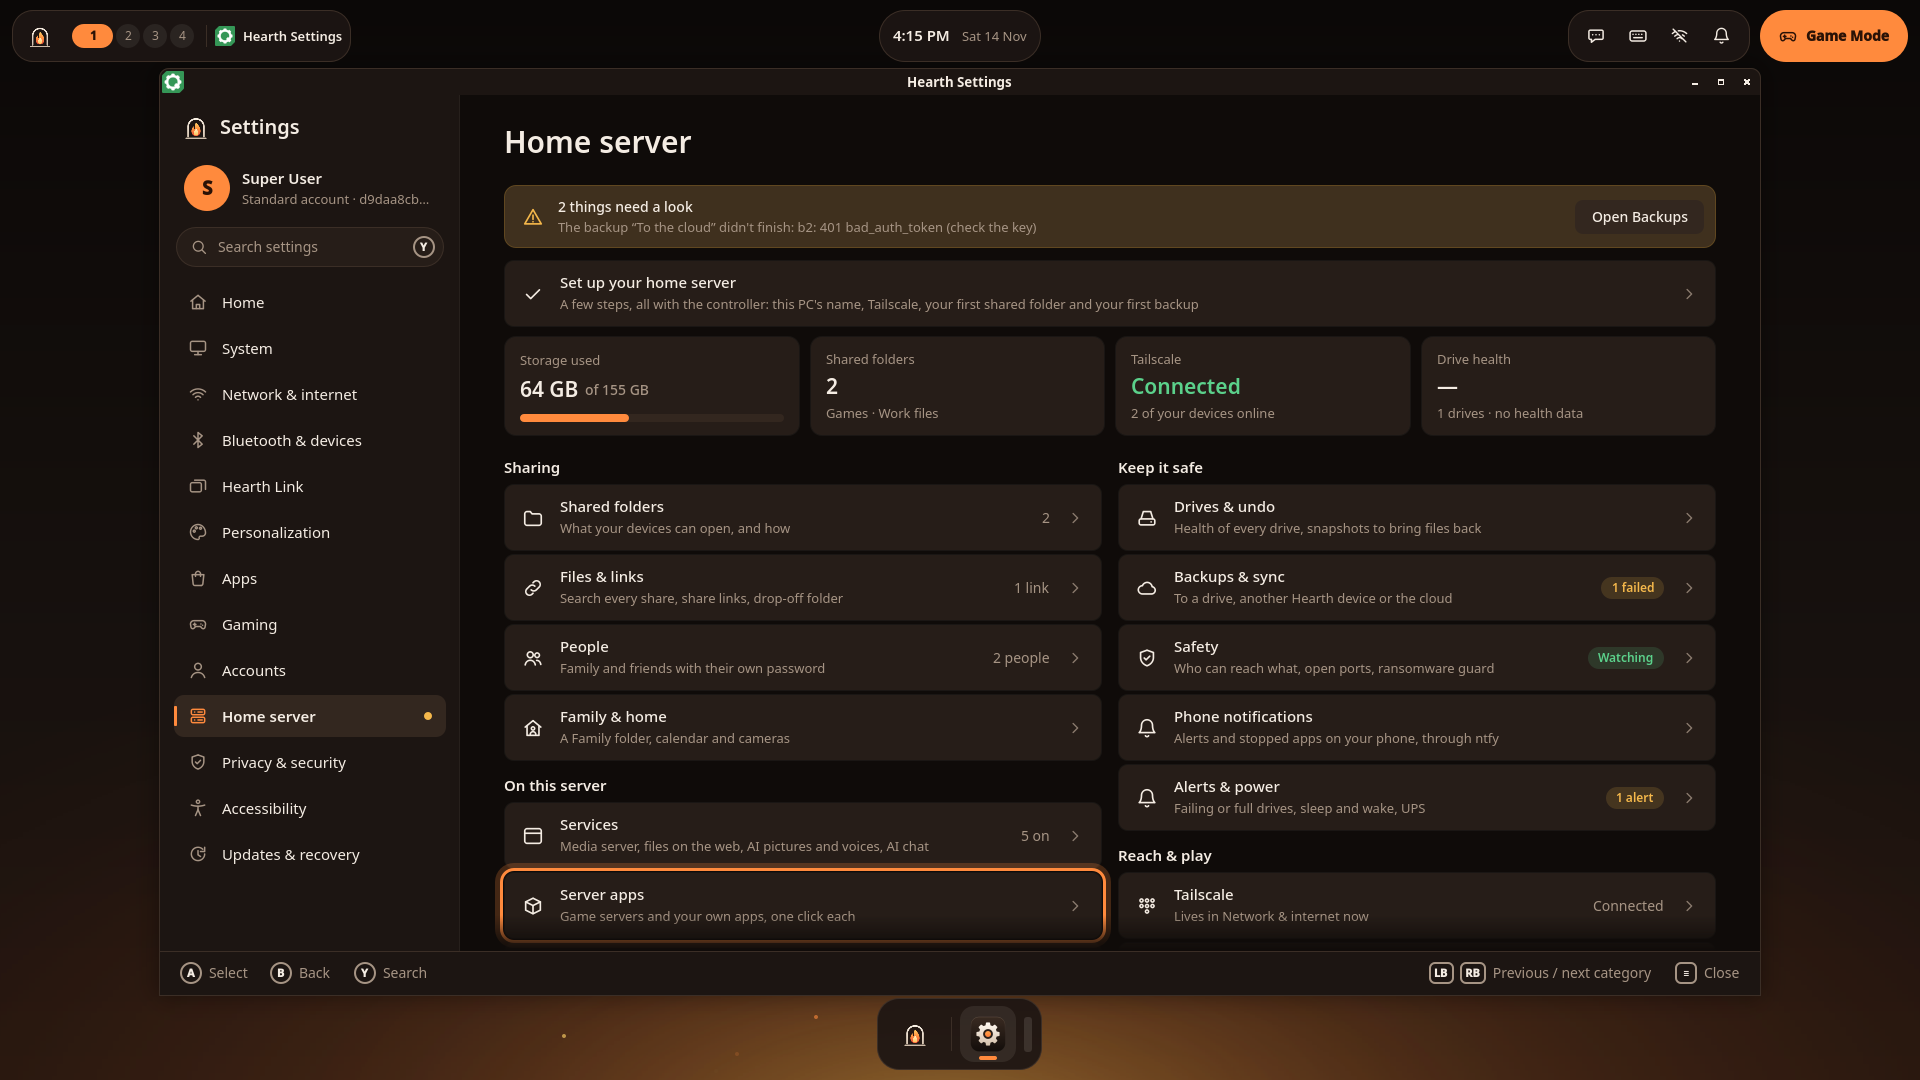 1 2 3 4 Hearth Settings
4:15 PM Sat 14 Nov
Game Mode
Hearth Settings
Settings
S
Super User
Standard account · d9daa8cb...
Search settings Y
Home
System
Network & internet
Bluetooth & devices
Hearth Link
Personalization
Apps
Gaming
Accounts
Home server
Privacy & security
Accessibility
Updates & recovery
Home server
2 things need a look
The backup “To the cloud” didn't finish: b2: 401 bad_auth_token (check the key)
Open Backups
Set up your home server
A few steps, all with the controller: this PC's name, Tailscale, your first shared folder and your first backup
Storage used
64 GB of 155 GB
Shared folders
2
Games · Work files
Tailscale
Connected
2 of your devices online
Drive health
—
1 drives · no health data
Sharing
Shared folders
What your devices can open, and how
2
Files & links
Search every share, share links, drop-off folder
1 link
People
Family and friends with their own password
2 people
Family & home
A Family folder, calendar and cameras
On this server
Services
Media server, files on the web, AI pictures and voices, AI chat
5 on
Server apps
Game servers and your own apps, one click each
Keep it safe
Drives & undo
Health of every drive, snapshots to bring files back
Backups & sync
To a drive, another Hearth device or the cloud
1 failed
Safety
Who can reach what, open ports, ransomware guard
Watching
Phone notifications
Alerts and stopped apps on your phone, through ntfy
Alerts & power
Failing or full drives, sleep and wake, UPS
1 alert
Reach & play
Tailscale
Lives in Network & internet now
Connected
A Select B Back Y Search
LB RB Previous / next category Close